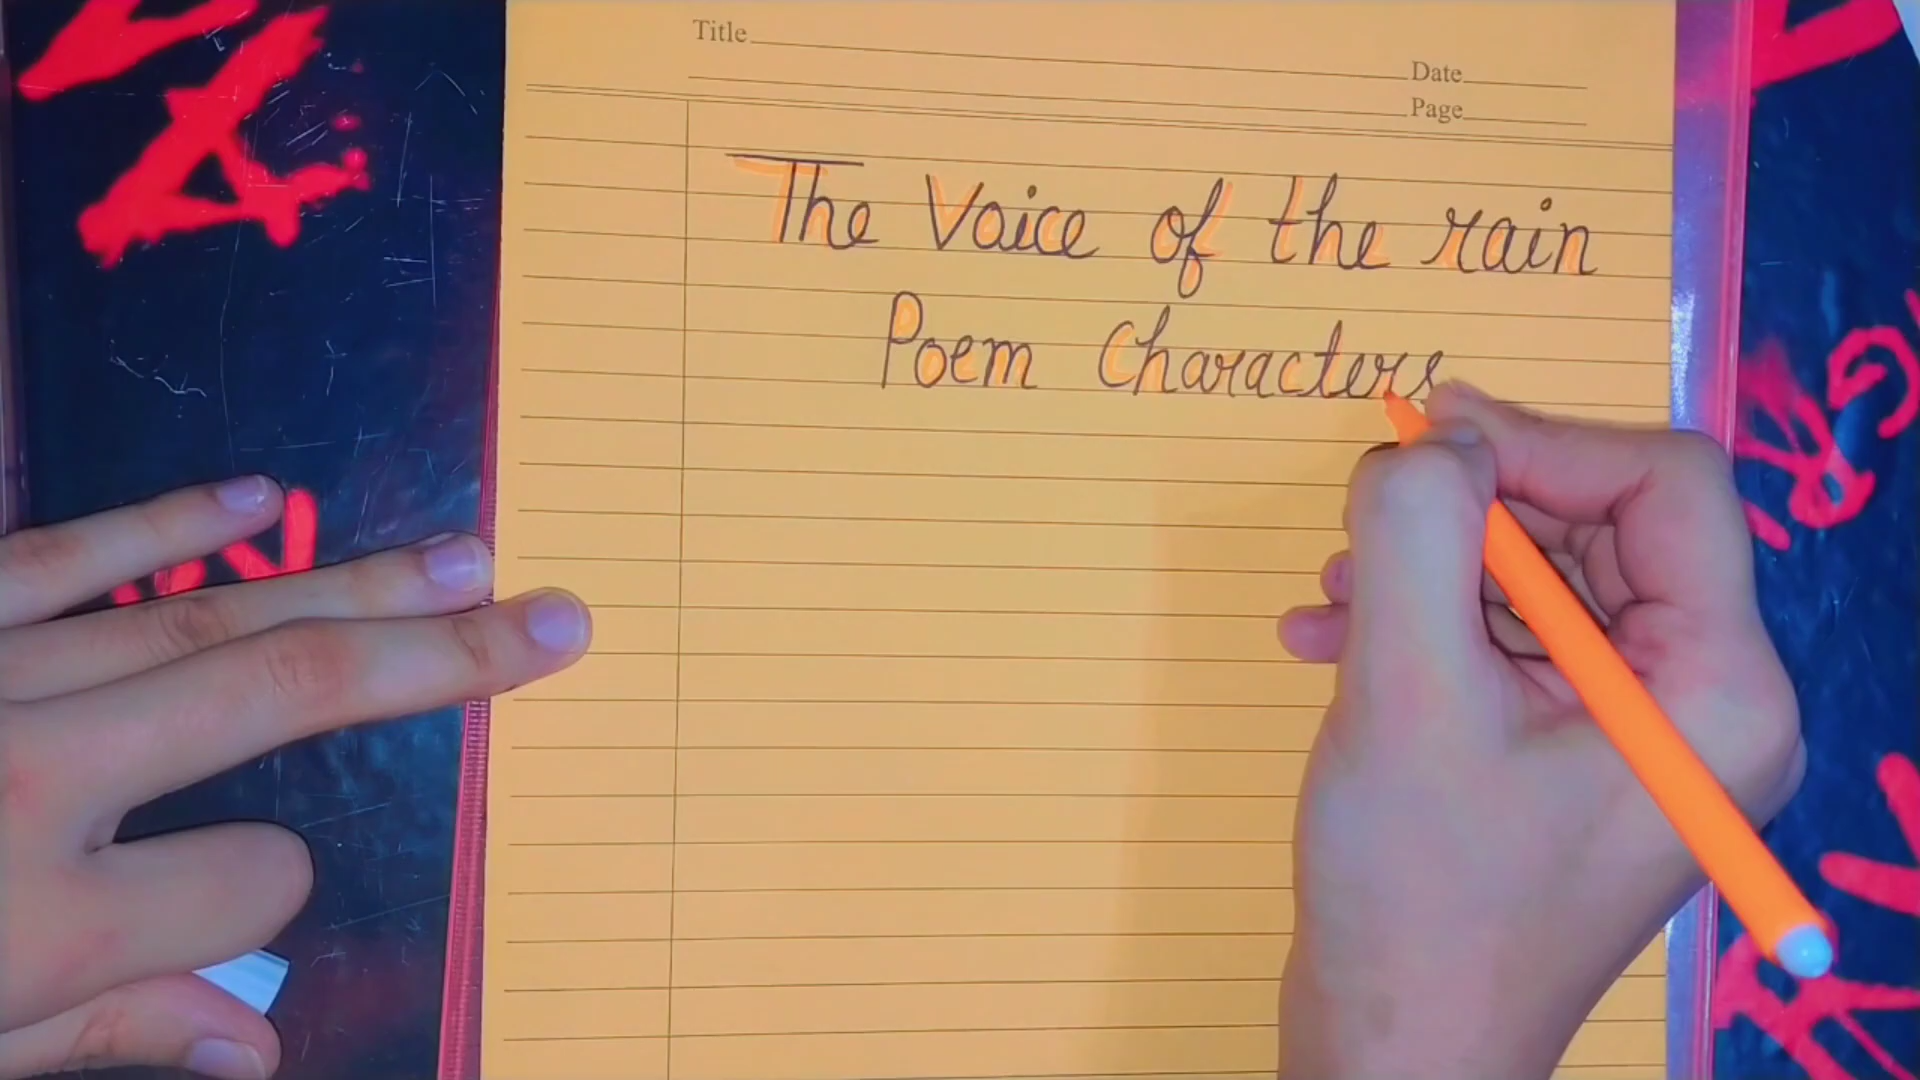 Title
Date
Page
The Voice of the rain
Poem Characters